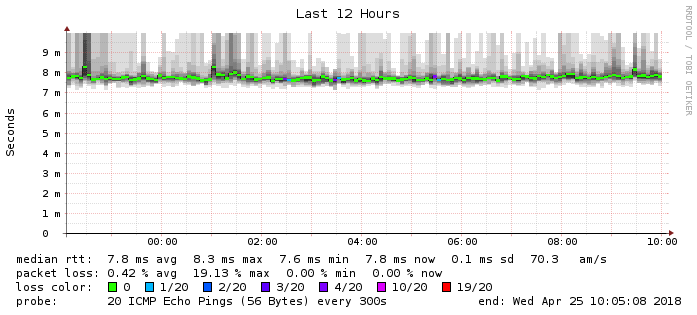 Last 12 Hours
RRDTOOL / TOBI OETIKER
Seconds
9 m
8 m
7 m
6 m
5 m
4 m
3 m
2 m
1 m
0
00:00 02:00 04:00 06:00 08:00 10:00
median rtt: 7.8 ms avg 8.3 ms max 7.6 ms min 7.8 ms now 0.1 ms sd 70.3 am/s
packet loss: 0.42 % avg 19.13 % max 0.00 % min 0.00 % now
loss color: 0 1/20 2/20 3/20 4/20 10/20 19/20
probe: 20 ICMP Echo Pings (56 Bytes) every 300s end: Wed Apr 25 10:05:08 2018